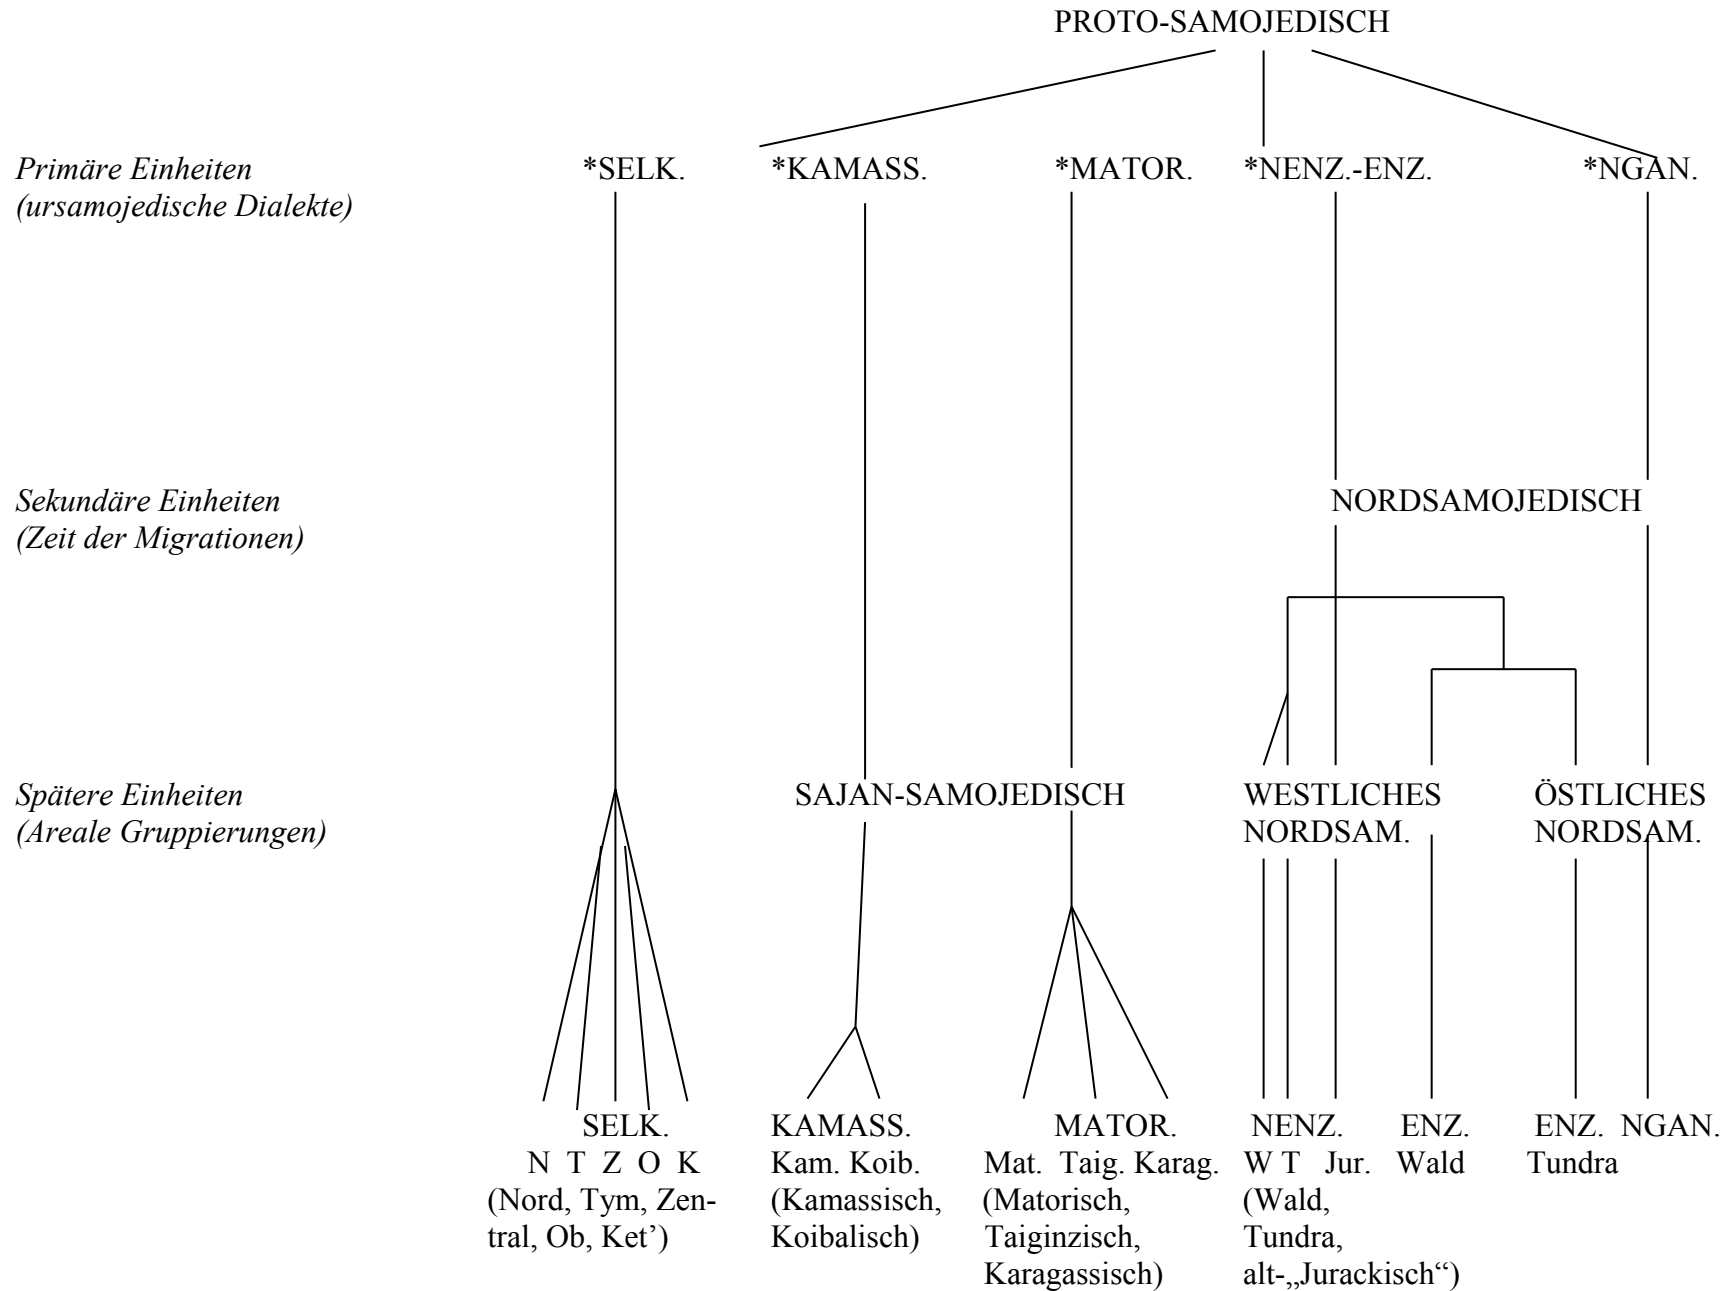 PROTO-SAMOJEDISCH
Primäre Einheiten *SELK. *KAMASS. *MATOR. *NENZ.-ENZ. *NGAN.
(ursamojedische Dialekte)
Sekundäre Einheiten NORDSAMOJEDISCH
(Zeit der Migrationen)
Spätere Einheiten SAJAN-SAMOJEDISCH WESTLICHES ÖSTLICHES
(Areale Gruppierungen) NORDSAM. NORDSAM.
SELK. KAMASS. MATOR. NENZ. ENZ. ENZ. NGAN.
N T Z O K Kam. Koib. Mat. Taig. Karag. W T Jur. Wald Tundra
(Nord, Tym, Zen- (Kamassisch, (Matorisch, (Wald,
tral, Ob, Ket’) Koibalisch) Taiginzisch, Tundra,
Karagassisch) alt-„Jurackisch“)